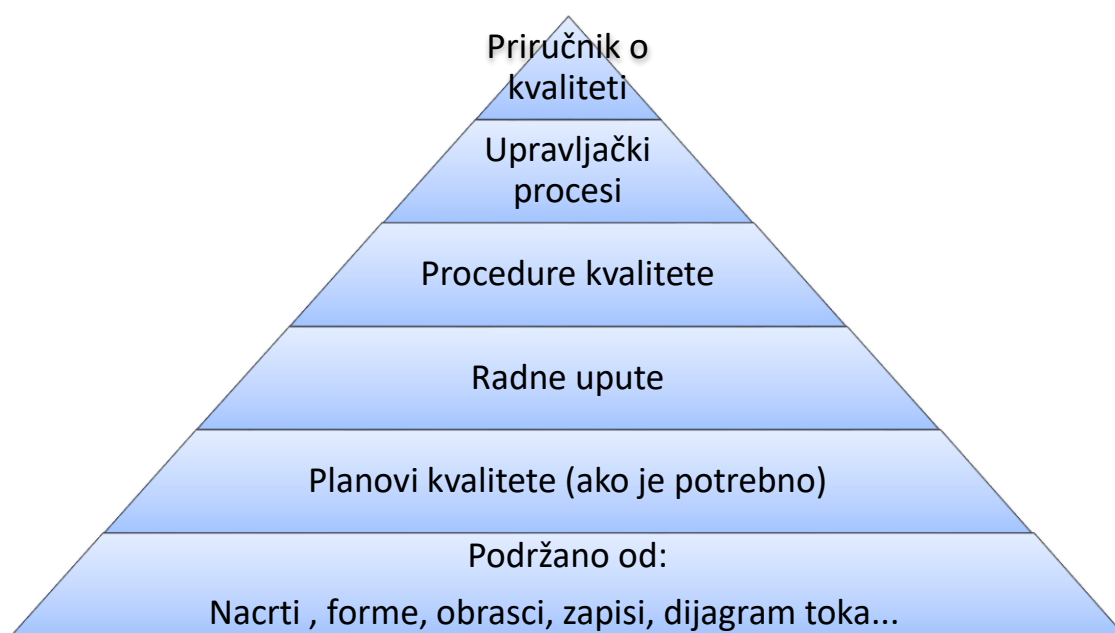 Priručnik o
kvaliteti
Upravljački
procesi
Procedure kvalitete
Radne upute
Planovi kvalitete (ako je potrebno)
Podržano od:
Nacrti , forme, obrasci, zapisi, dijagram toka...